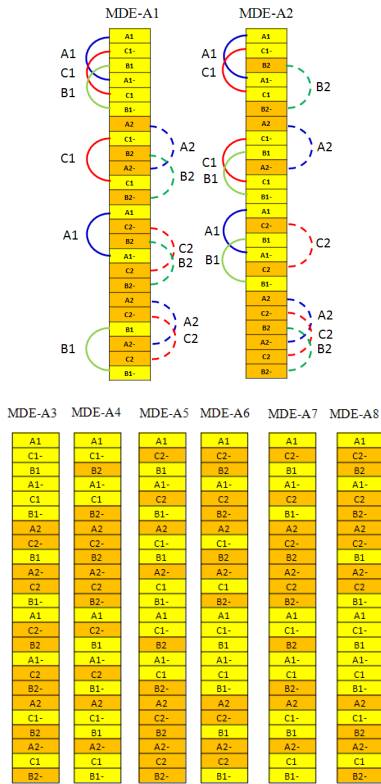 MDE-A1
A1
C1
B1
C1
A1
B1
A1
C1-
B1
A1-
C1
B1-
A2
C1-
B2
A2-
C1
B2-
A1
C2-
B2
A1-
C2
B2-
A2
C2-
B1
A2-
C2
B1-
A2
B2
C2
B2
A2
C2
MDE-A2
A1
C1
C1
B1
A1
B1
A1
C1-
B2
A1-
C1
B2-
A2
C1-
B1
A2-
C1
B1-
A1
C2-
B1
A1-
C2
B1-
A2
C2-
B2
A2-
C2
B2-
B2
A2
C2
A2
C2
B2
MDE-A3
A1
C1-
B1
A1-
C1
B1-
A2
C2-
B1
A2-
C2
B1-
A1
C2-
B2
A1-
C2
B2-
A2
C1-
B2
A2-
C1
B2-
MDE-A4
A1
C1-
B2
A1-
C1
B2-
A2
C2-
B2
A2-
C2
B2-
A1
C2-
B1
A1-
C2
B1-
A2
C1-
B1
A2-
C1
B1-
MDE-A5
A1
C2-
B1
A1-
C2
B1-
A2
C1-
B1
A2-
C1
B1-
A1
C1-
B2
A1-
C1
B2-
A2
C2-
B2
A2-
C2
B2-
MDE-A6
A1
C2-
B2
A1-
C2
B2-
A2
C1-
B2
A2-
C1
B2-
A1
C1-
B1
A1-
C1
B1-
A2
C2-
B1
A2-
C2
B1-
MDE-A7
A1
C2-
B1
A1-
C2
B1-
A2
C1-
B2
A2-
C1
B2-
A1
C1-
B2
A1-
C1
B2-
A2
C2-
B1
A2-
C2
B1-
MDE-A8
A1
C2-
B2
A1-
C2
B2-
A2
C1-
B1
A2-
C1
B1-
A1
C1-
B1
A1-
C1
B1-
A2
C2-
B2
A2-
C2
B2-